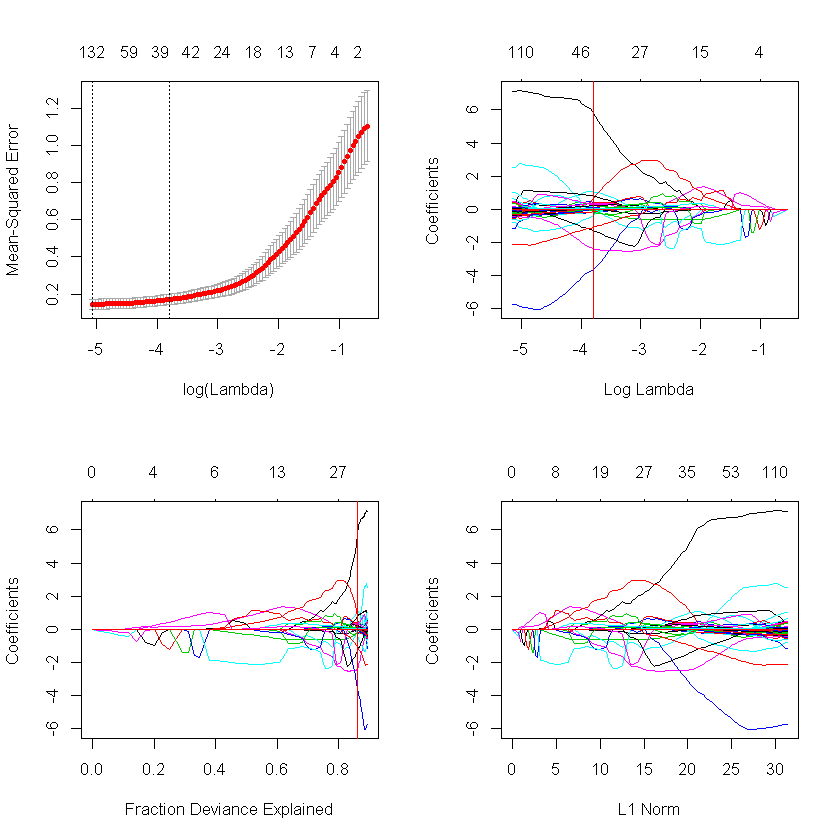 132 59 39 42 24 18 13 7 4 2
Mean-Squared Error
0.2 0.4 0.6 0.8 1.0 1.2
-5 -4 -3 -2 -1
log(Lambda)
110 46 27 15 4
Coefficients
-6 -4 -2 0 2 4 6
-5 -4 -3 -2 -1
Log Lambda
0 4 6 13 27
Coefficients
-6 -4 -2 0 2 4 6
0.0 0.2 0.4 0.6 0.8
Fraction Deviance Explained
0 8 19 27 35 53 110
Coefficients
-6 -4 -2 0 2 4 6
0 5 10 15 20 25 30
L1 Norm